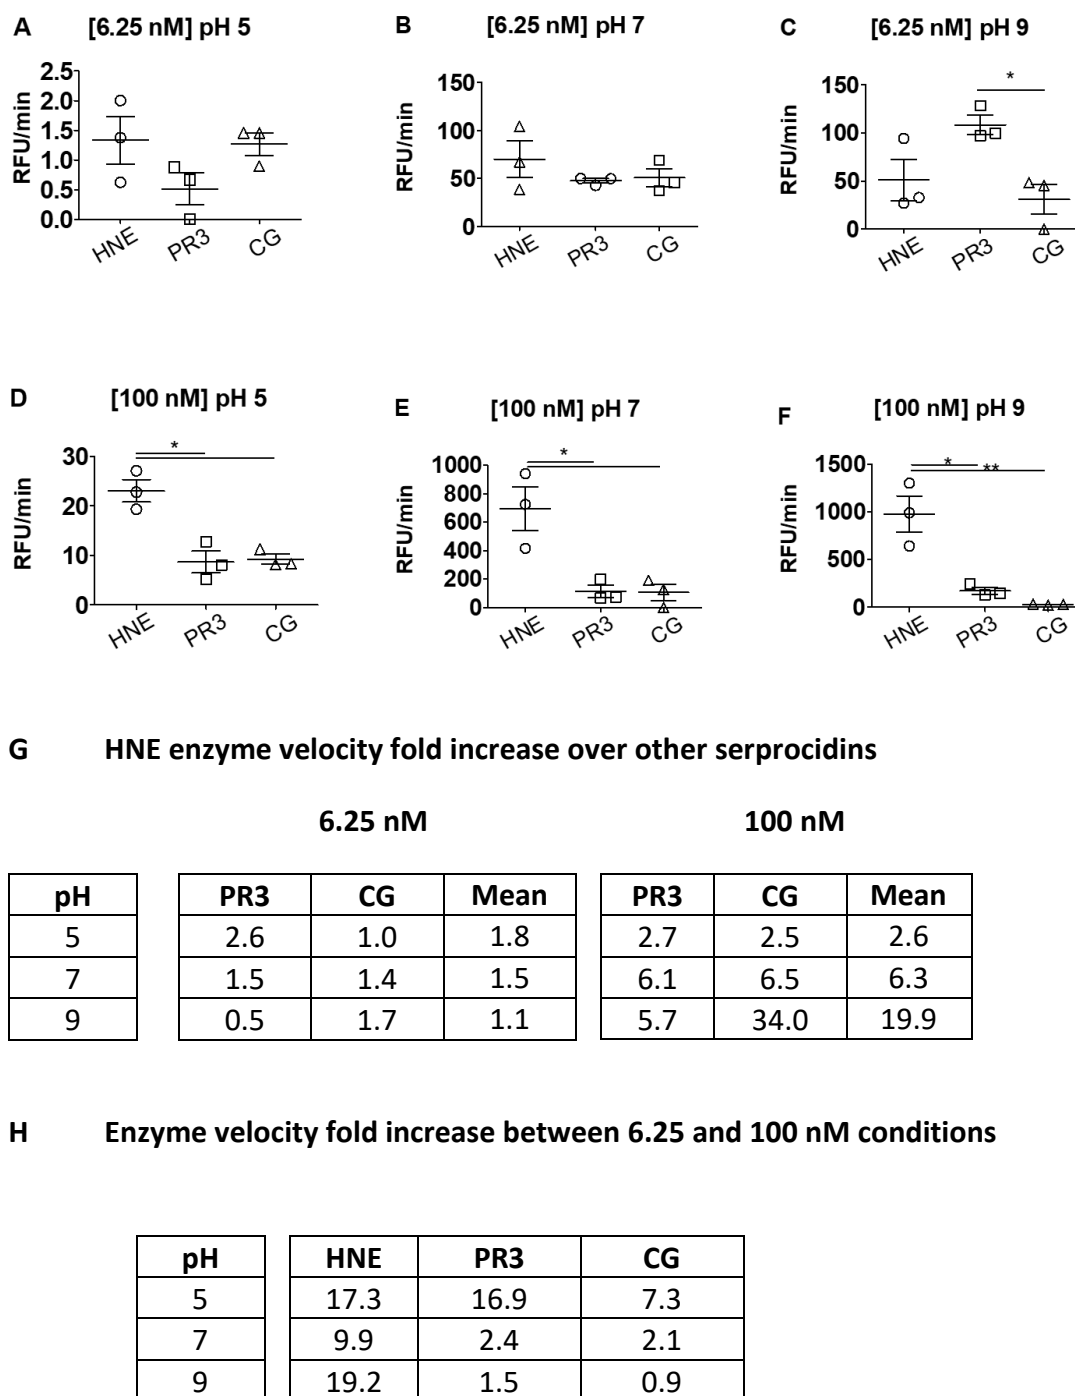 A [6.25 nM] pH 5
RFU/min
2.5
2.0
1.5
1.0
0.5
0.0
HNE PR3 CG
B [6.25 nM] pH 7
RFU/min
150
100
50
0
HNE PR3 CG
C [6.25 nM] pH 9
RFU/min
150
100
50
0
*
HNE PR3 CG
D [100 nM] pH 5
RFU/min
30
20
10
0
*
HNE PR3 CG
E [100 nM] pH 7
RFU/min
1000
800
600
400
200
0
*
HNE PR3 CG
F [100 nM] pH 9
RFU/min
1500
1000
500
0
*
**
HNE PR3 CG
G HNE enzyme velocity fold increase over other serprocidins
6.25 nM 100 nM
pH PR3 CG Mean PR3 CG Mean
5 2.6 1.0 1.8 2.7 2.5 2.6
7 1.5 1.4 1.5 6.1 6.5 6.3
9 0.5 1.7 1.1 5.7 34.0 19.9
H Enzyme velocity fold increase between 6.25 and 100 nM conditions
pH HNE PR3 CG
5 17.3 16.9 7.3
7 9.9 2.4 2.1
9 19.2 1.5 0.9